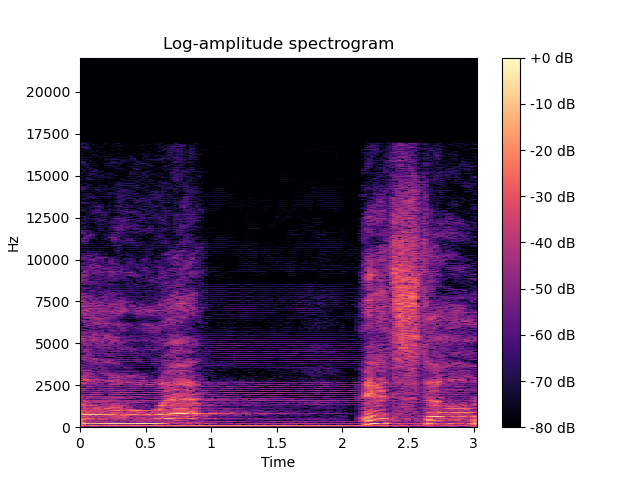 Log-amplitude spectrogram
Hz
20000
17500
15000
12500
10000
7500
5000
2500
0
0 0.5 1 1.5 2 2.5 3
Time
+0 dB
-10 dB
-20 dB
-30 dB
-40 dB
-50 dB
-60 dB
-70 dB
-80 dB